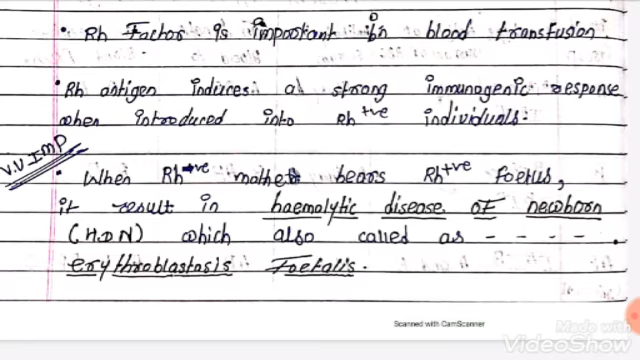 • Rh Factor is important in blood transfusion.
• Rh antigen induces a strong immunogenic response
when introduced into Rh+ve individuals.
V.V.IMP
• When Rh-ve mother bears Rh+ve foetus,
it result in haemolytic disease of newborn
(H.D.N) which also called as - - - - .
erythroblastosis Foetalis.
Scanned with CamScanner
Made with
VideoShow